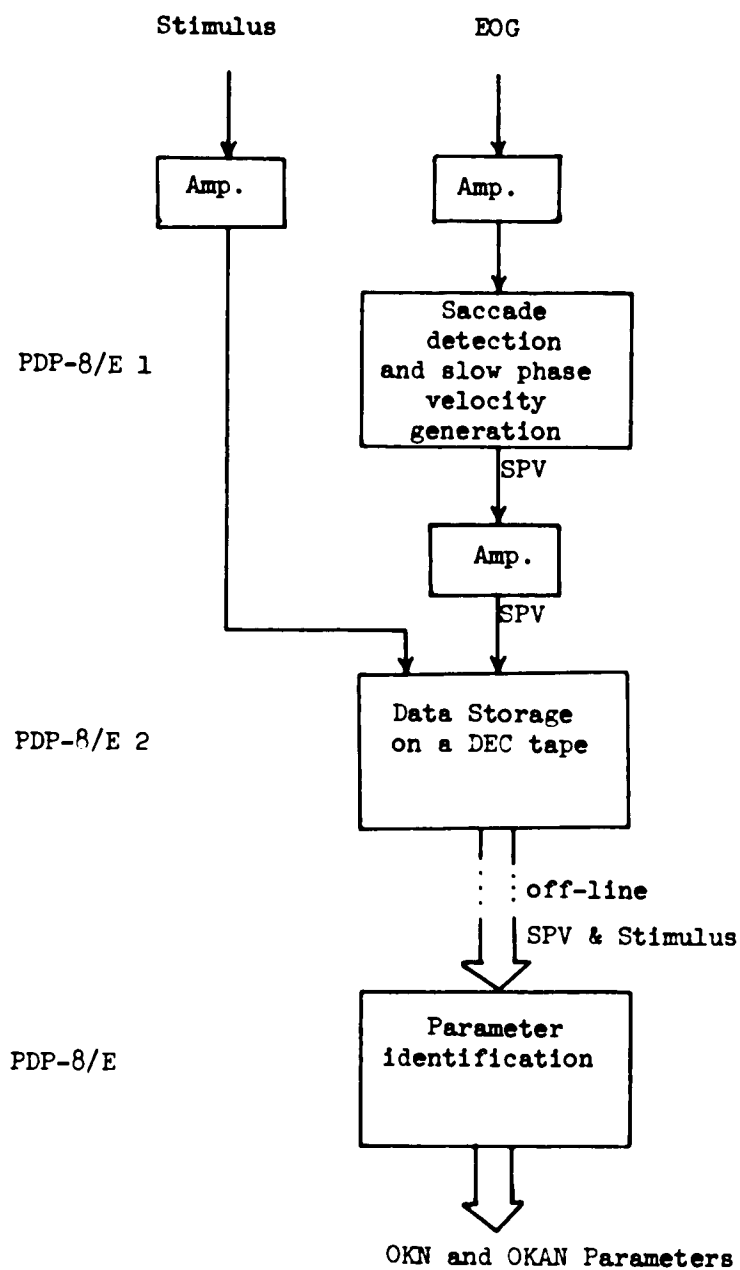 Stimulus
EOG
Amp.
Amp.
PDP-8/E 1
Saccade
detection
and slow phase
velocity
generation
SPV
Amp.
SPV
PDP-8/E 2
Data Storage
on a DEC tape
off-line
SPV & Stimulus
PDP-8/E
Parameter
identification
OKN and OKAN Parameters